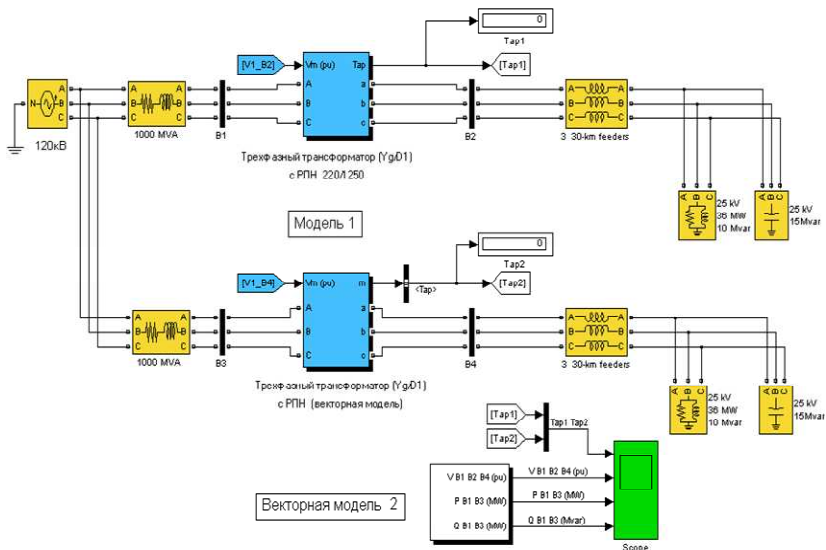 0
Tap1
[V1_B2]
Vm (pu)
Tap
[Tap1]
A
B
C
a
b
c
N
A
B
C
A
B
C
A
B
C
120кВ
1000 MVA
B1
B2
A
B
C
A
B
C
3 30-km feeders
Трехфазный трансформатор (Yg/D1)
с РПН 220/1250
A B C
25 kV
36 MW
10 Mvar
A B C
25 kV
15Mvar
Модель 1
0
Tap2
[V1_B4]
Vm (pu)
m
<Tap>
[Tap2]
A
B
C
a
b
c
A
B
C
A
B
C
1000 MVA
B3
B4
A
B
C
A
B
C
3 30-km feeders
Трехфазный трансформатор (Yg/D1)
с РПН (векторная модель)
A B C
25 kV
36 MW
10 Mvar
A B C
25 kV
15Mvar
[Tap1]
[Tap2]
Tap1 Tap2
V B1 B2 B4 (pu)
V B1 B2 B4 (pu)
P B1 B3 (MW)
P B1 B3 (MW)
Q B1 B3 (MW)
Q B1 B3 (Mvar)
Scope
Векторная модель 2